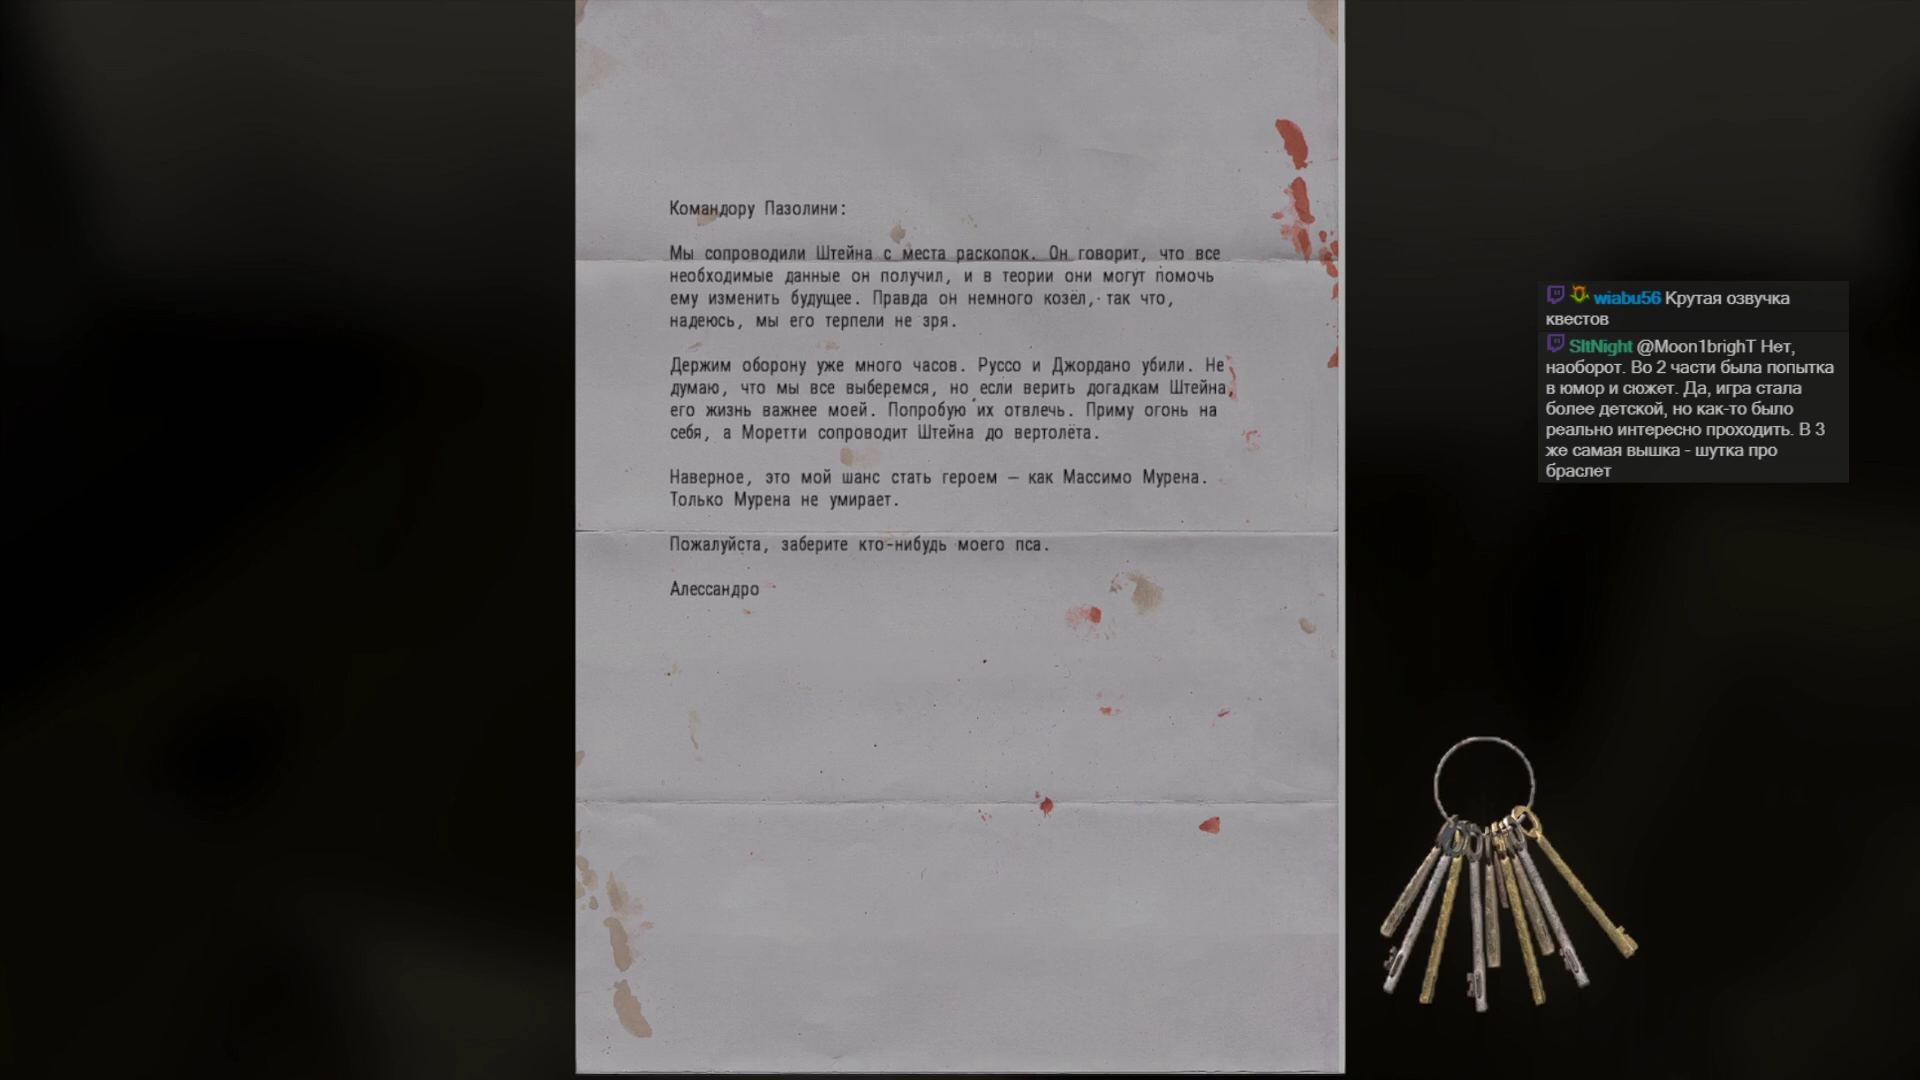 Командору Пазолини:
Мы сопроводили Штейна с места раскопок. Он говорит, что все
необходимые данные он получил, и в теории они могут помочь
ему изменить будущее. Правда он немного козёл, так что,
надеюсь, мы его терпели не зря.
Держим оборону уже много часов. Руссо и Джордано убили. Не
думаю, что мы все выберемся, но если верить догадкам Штейна,
его жизнь важнее моей. Попробую их отвлечь. Приму огонь на
себя, а Моретти сопроводит Штейна до вертолёта.
Наверное, это мой шанс стать героем — как Массимо Мурена.
Только Мурена не умирает.
Пожалуйста, заберите кто-нибудь моего пса.
Алессандро
wiabu56 Крутая озвучка
квестов
SltNight @Moon1brighT Нет,
наоборот. Во 2 части была попытка
в юмор и сюжет. Да, игра стала
более детской, но как-то было
реально интересно проходить. В 3
же самая вышка - шутка про
браслет